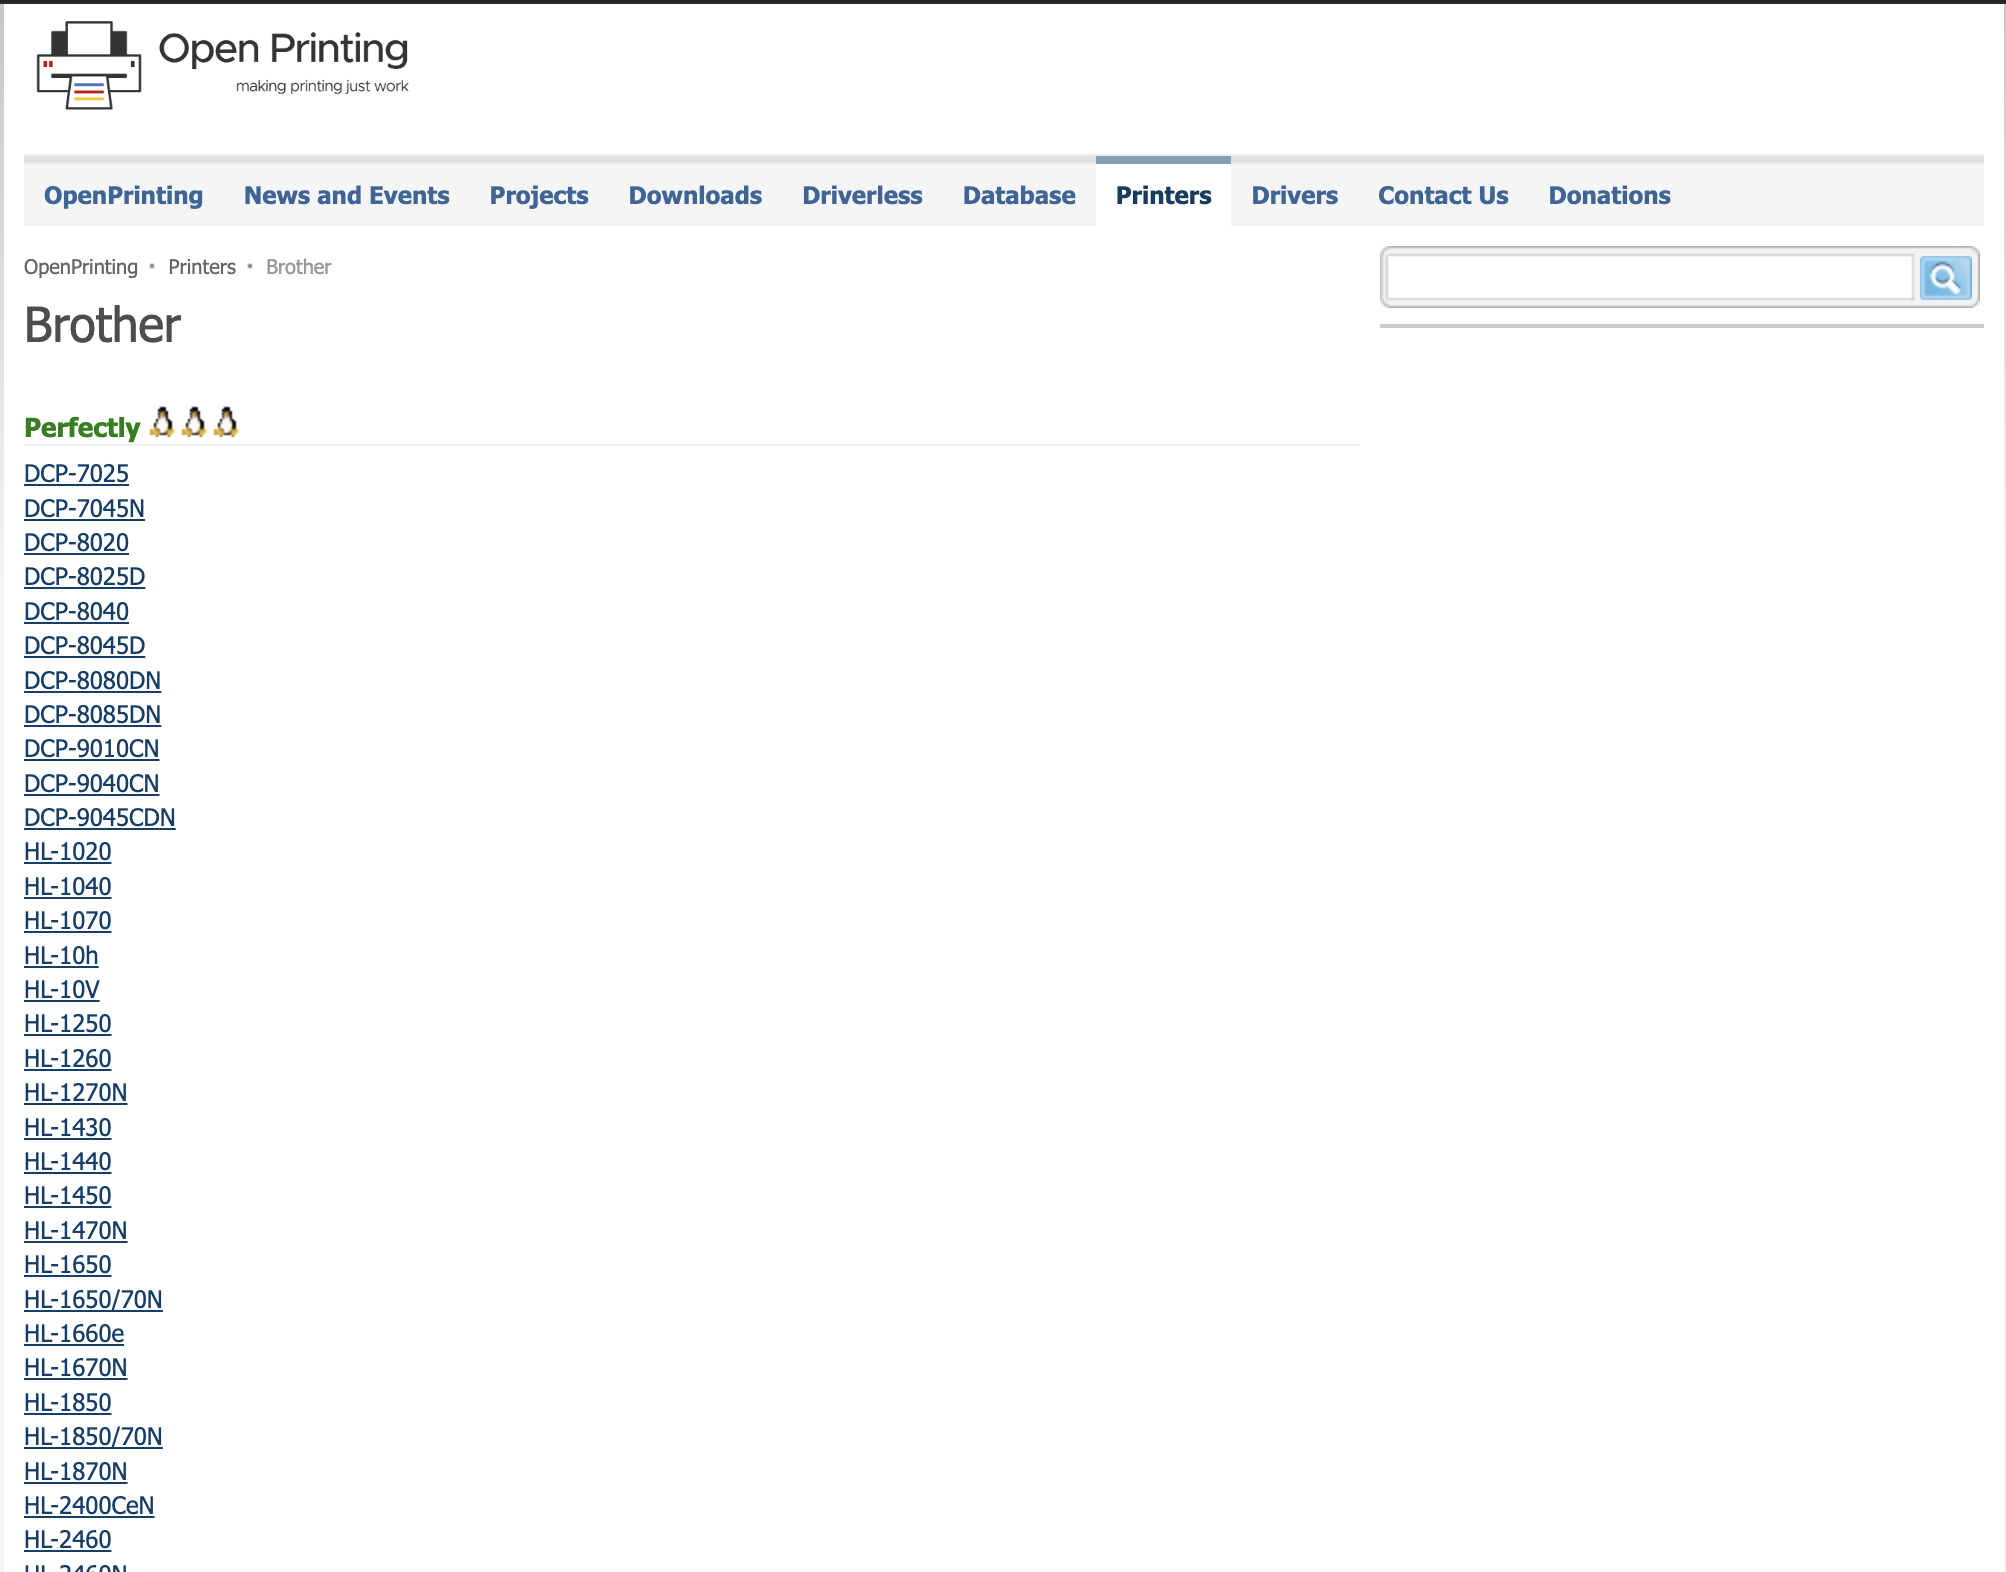 Open Printing
making printing just work
OpenPrinting News and Events Projects Downloads Driverless Database Printers Drivers Contact Us Donations
OpenPrinting • Printers • Brother
Brother
Perfectly
DCP-7025
DCP-7045N
DCP-8020
DCP-8025D
DCP-8040
DCP-8045D
DCP-8080DN
DCP-8085DN
DCP-9010CN
DCP-9040CN
DCP-9045CDN
HL-1020
HL-1040
HL-1070
HL-10h
HL-10V
HL-1250
HL-1260
HL-1270N
HL-1430
HL-1440
HL-1450
HL-1470N
HL-1650
HL-1650/70N
HL-1660e
HL-1670N
HL-1850
HL-1850/70N
HL-1870N
HL-2400CeN
HL-2460